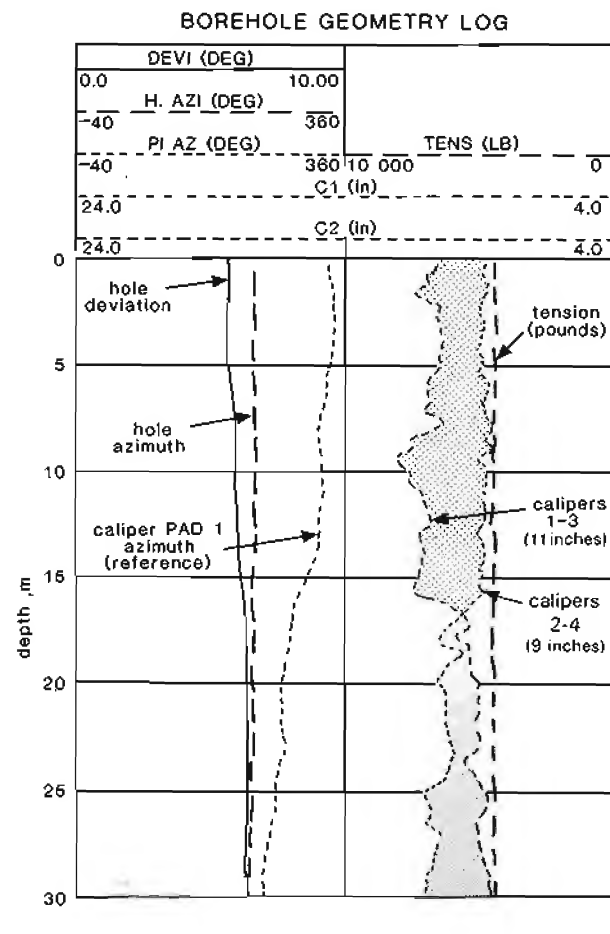 BOREHOLE GEOMETRY LOG
DEVI (DEG)
0.0 10.00
H. AZI (DEG)
-40 360
PI AZ (DEG) TENS (LB)
-40 360 10 000 0
C1 (in)
24.0 4.0
C2 (in)
24.0 4.0
0
hole
deviation
tension
(pounds)
5
hole
azimuth
10
caliper PAD 1
azimuth
(reference)
calipers
1-3
(11 inches)
15
calipers
2-4
(9 inches)
depth ,m
20
25
30